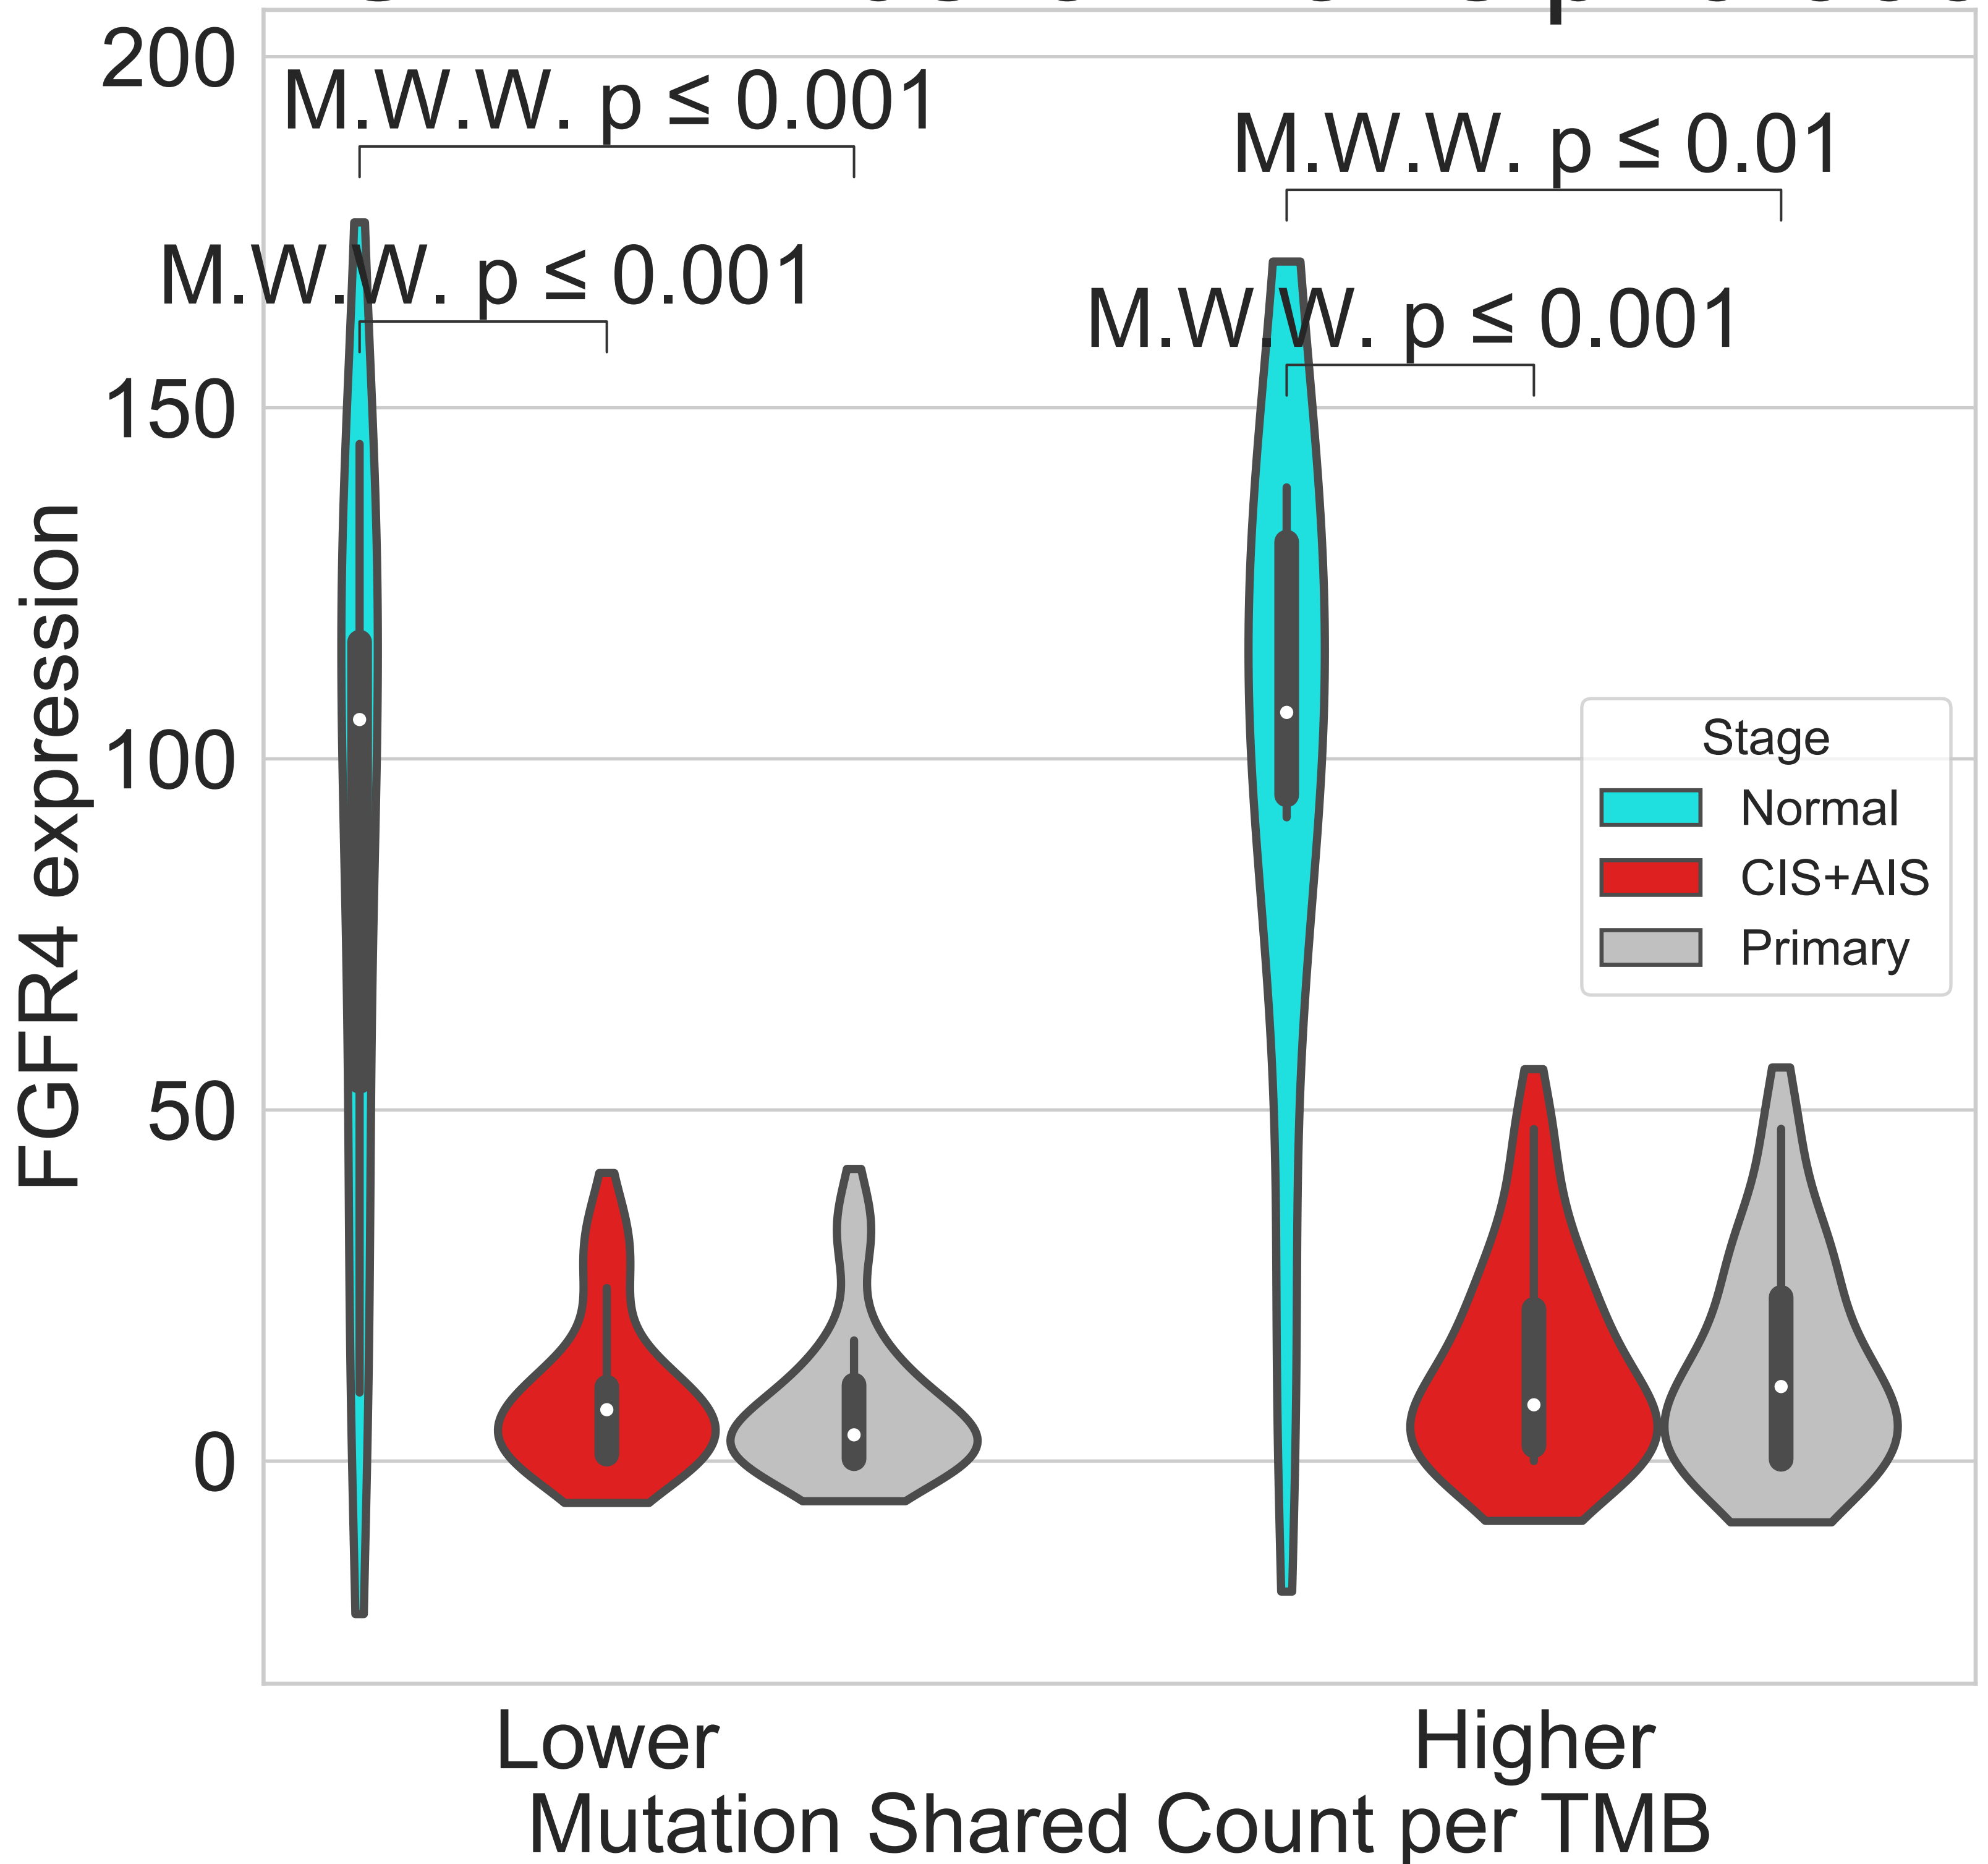 200
M.W.W. p ≤ 0.001
M.W.W. p ≤ 0.01
M.W.W. p ≤ 0.001
M.W.W. p ≤ 0.001
150
100
50
0
FGFR4 expression
Stage
Normal
CIS+AIS
Primary
Lower
Higher
Mutation Shared Count per TMB